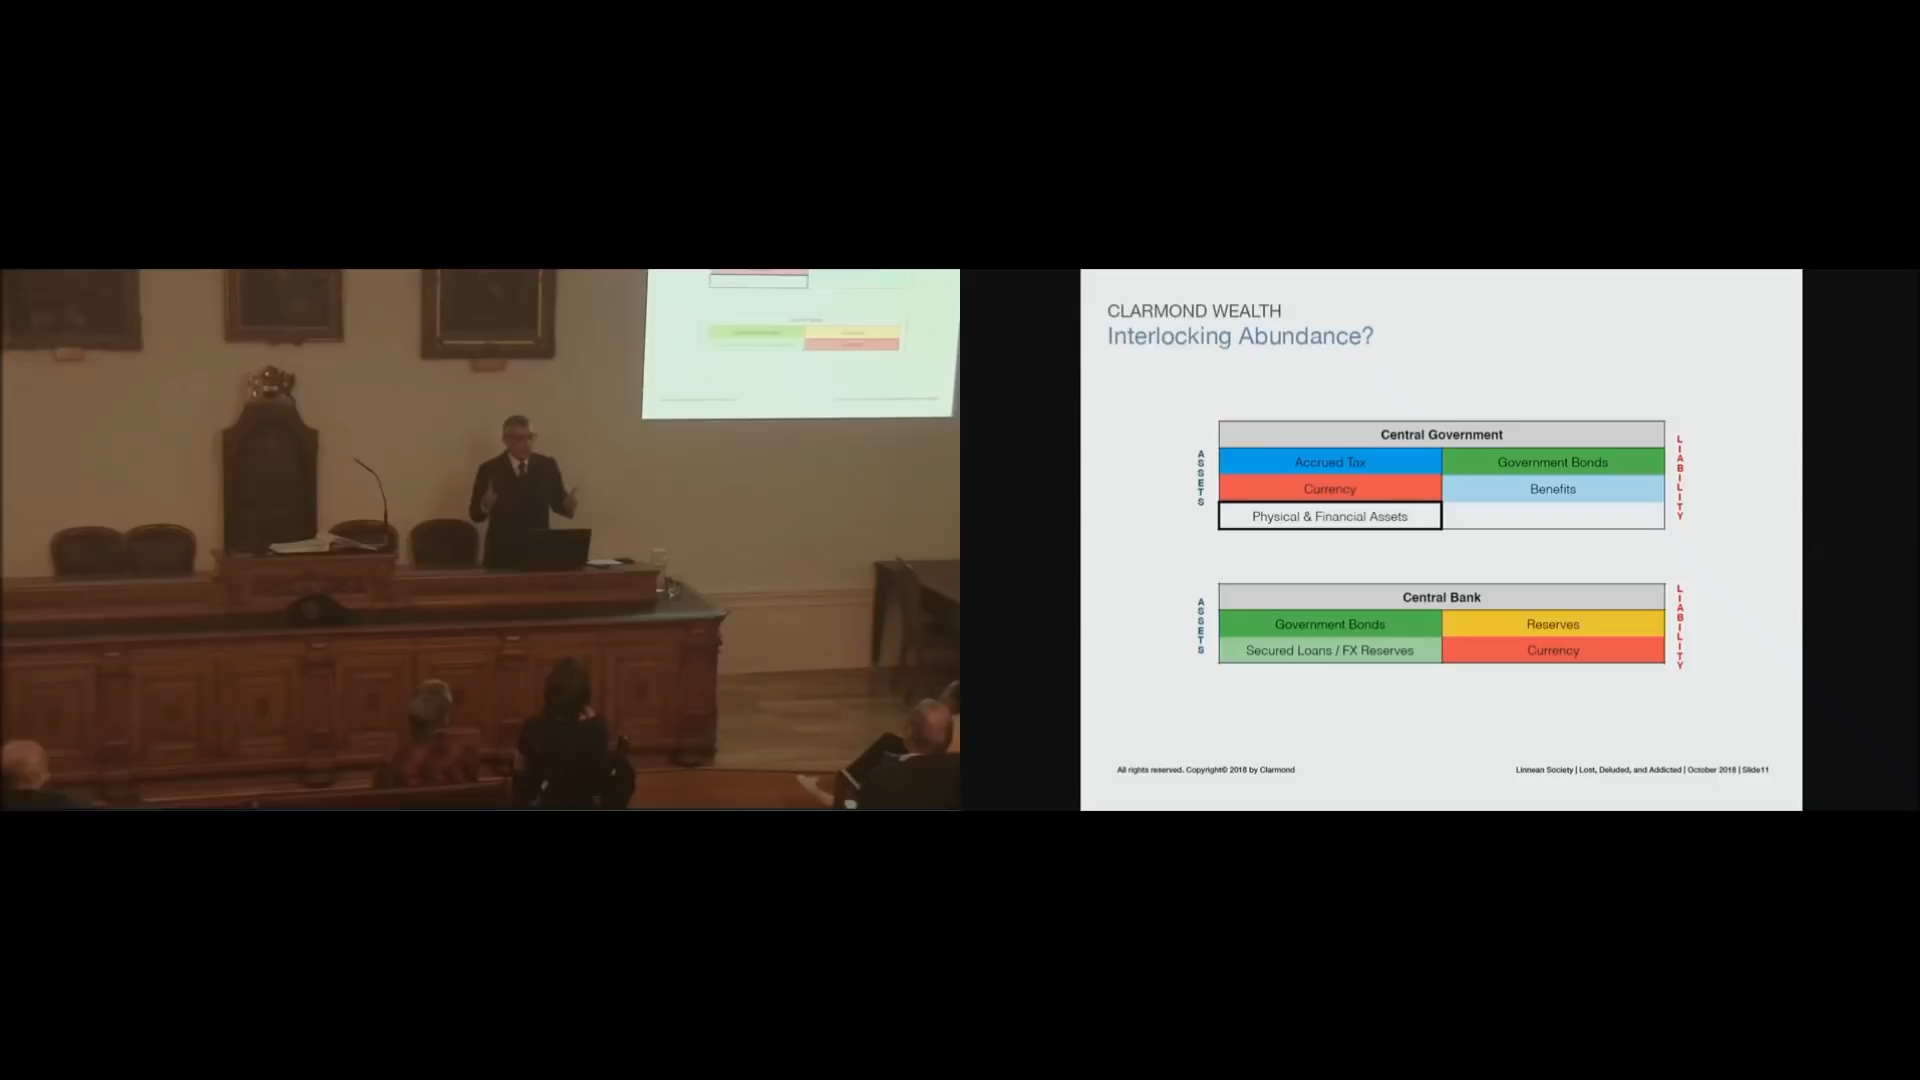 CLARMOND WEALTH
Interlocking Abundance?
Central Government
ASSETS
LIABILITY
Accrued Tax
Government Bonds
Currency
Benefits
Physical & Financial Assets
Central Bank
ASSETS
LIABILITY
Government Bonds
Reserves
Secured Loans / FX Reserves
Currency
All rights reserved. Copyright© 2018 by Clarmond
Linnean Society | Lost, Deluded, and Addicted | October 2018 | Slide11